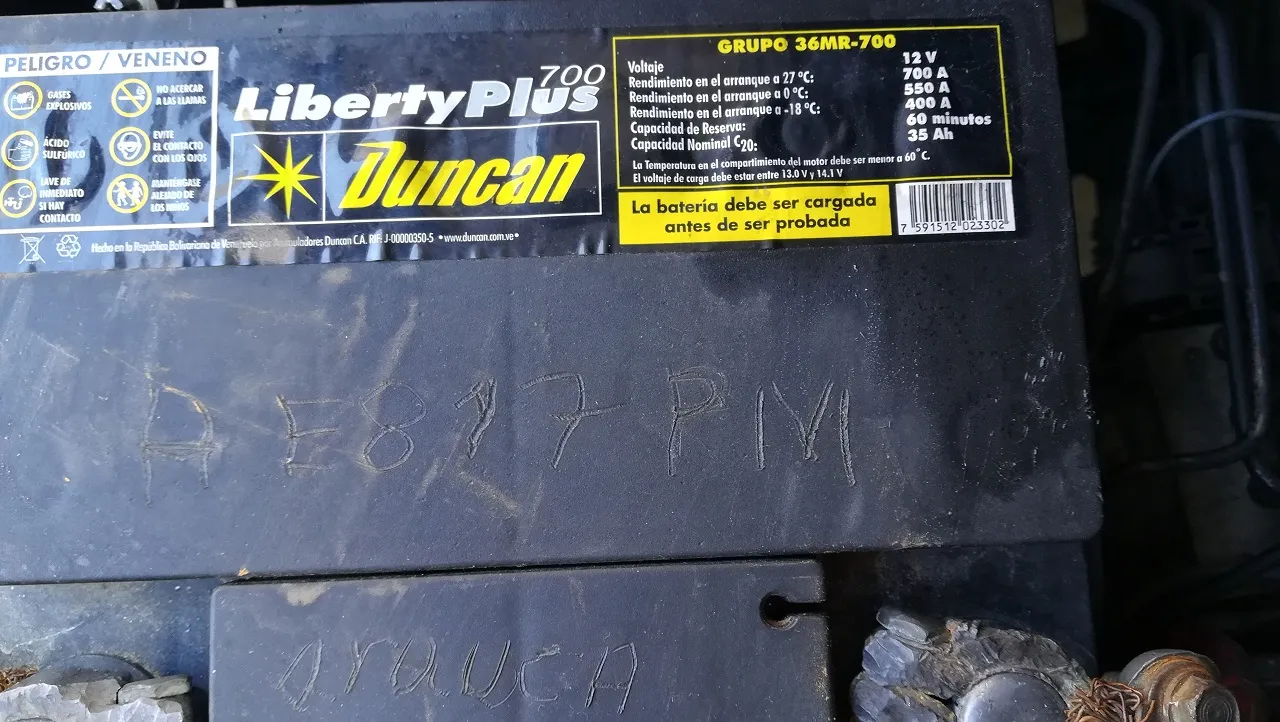 PELIGRO / VENENO
GASES
EXPLOSIVOS
NO ACERCAR
A LAS LLAMAS
ÁCIDO
SULFÚRICO
EVITE
EL CONTACTO
CON LOS OJOS
LAVE DE
INMEDIATO
SI HAY
CONTACTO
MANTÉNGASE
ALEJADO DE
LOS NIÑOS
Hecho en la República Bolivariana de Venezuela por Acumuladores Duncan C.A. RIF: J-00000350-5 •www.duncan.com.ve•
LibertyPlus 700
Duncan
GRUPO 36MR-700
Voltaje 12 V
Rendimiento en el arranque a 27 ºC: 700 A
Rendimiento en el arranque a 0 ºC: 550 A
Rendimiento en el arranque a -18 ºC: 400 A
Capacidad de Reserva: 60 minutos
Capacidad Nominal C20: 35 Ah
La Temperatura en el compartimiento del motor debe ser menor a 60°C.
El voltaje de carga debe estar entre 13.0 V y 14.1 V
La batería debe ser cargada
antes de ser probada
7 591512 023302
AE817PM
arauca